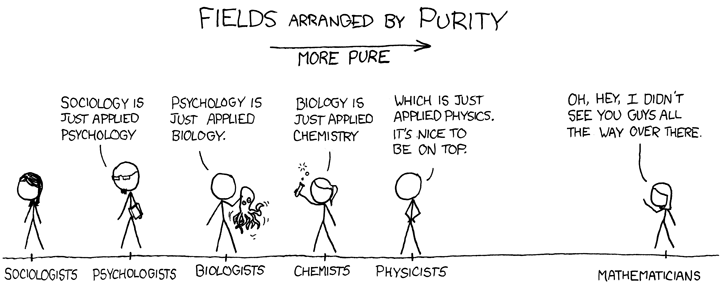 FIELDS ARRANGED BY PURITY
MORE PURE
SOCIOLOGY IS
JUST APPLIED
PSYCHOLOGY
PSYCHOLOGY IS
JUST APPLIED
BIOLOGY.
BIOLOGY IS
JUST APPLIED
CHEMISTRY
WHICH IS JUST
APPLIED PHYSICS.
IT'S NICE TO
BE ON TOP.
OH, HEY, I DIDN'T
SEE YOU GUYS ALL
THE WAY OVER THERE.
SOCIOLOGISTS
PSYCHOLOGISTS
BIOLOGISTS
CHEMISTS
PHYSICISTS
MATHEMATICIANS